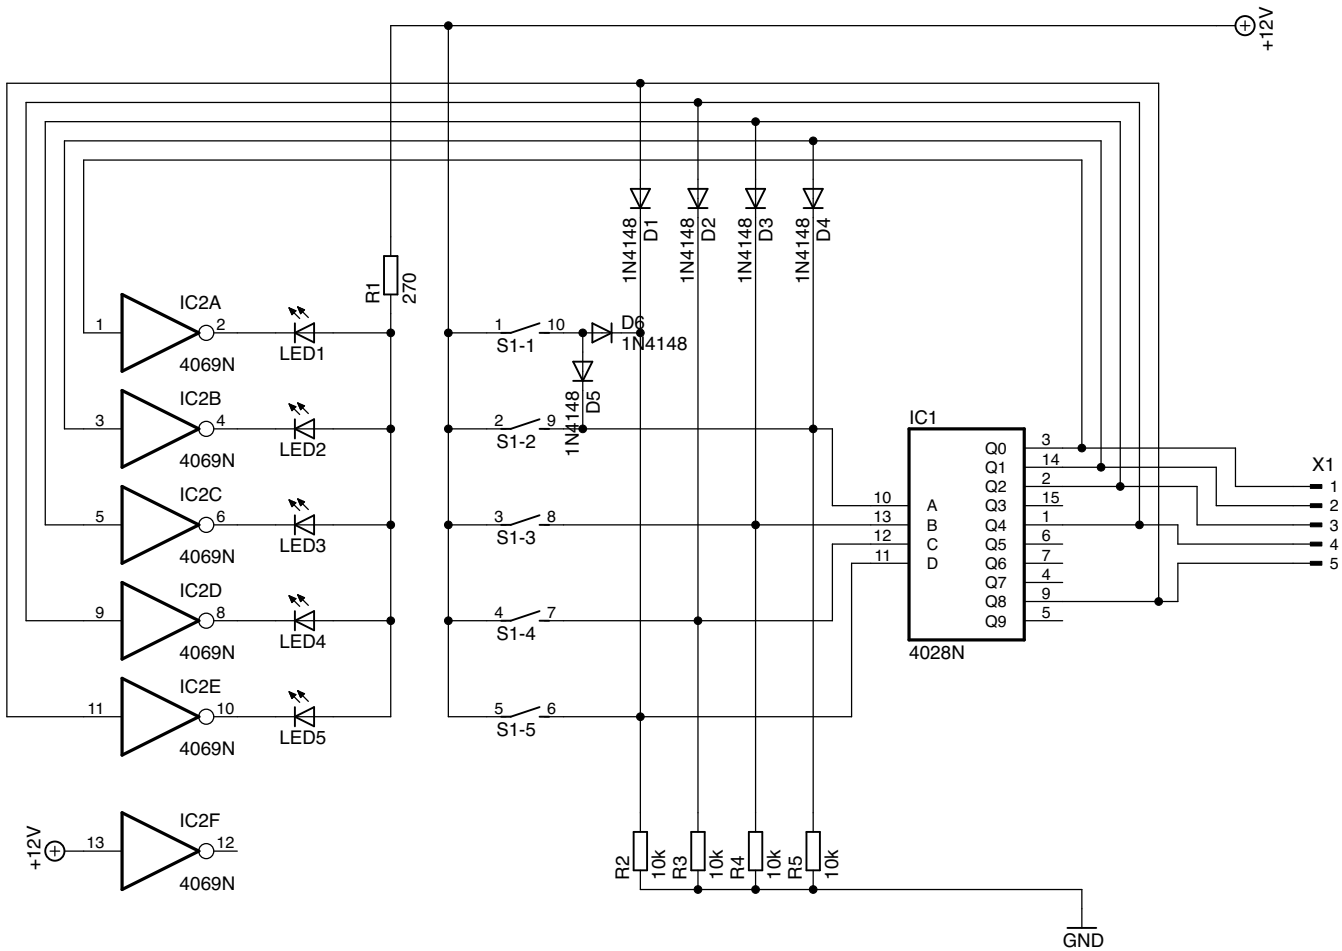 +12V
R1
270
1N4148
D1
1N4148
D2
1N4148
D3
1N4148
D4
IC2A
1
2
4069N
LED1
IC2B
3
4
4069N
LED2
IC2C
5
6
4069N
LED3
IC2D
9
8
4069N
LED4
IC2E
11
10
4069N
LED5
+12V
IC2F
13
12
4069N
1
10
S1-1
D6
1N4148
1N4148
D5
2
9
S1-2
3
8
S1-3
4
7
S1-4
5
6
S1-5
R2
10k
R3
10k
R4
10k
R5
10k
GND
IC1
10 A
13 B
12 C
11 D
Q0 3
Q1 14
Q2 2
Q3 15
Q4 1
Q5 6
Q6 7
Q7 4
Q8 9
Q9 5
4028N
X1
1
2
3
4
5